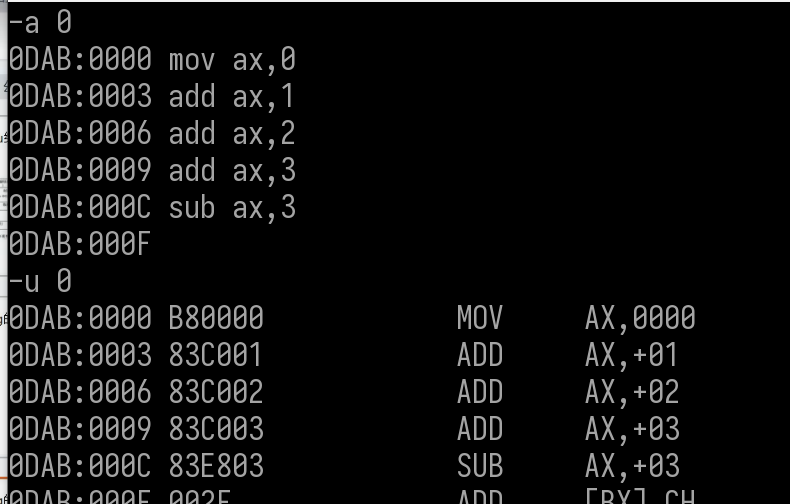 -a 0
0DAB:0000 mov ax,0
0DAB:0003 add ax,1
0DAB:0006 add ax,2
0DAB:0009 add ax,3
0DAB:000C sub ax,3
0DAB:000F
-u 0
0DAB:0000 B80000 MOV AX,0000
0DAB:0003 83C001 ADD AX,+01
0DAB:0006 83C002 ADD AX,+02
0DAB:0009 83C003 ADD AX,+03
0DAB:000C 83E803 SUB AX,+03
0DAB:000F ADD [BX],CH